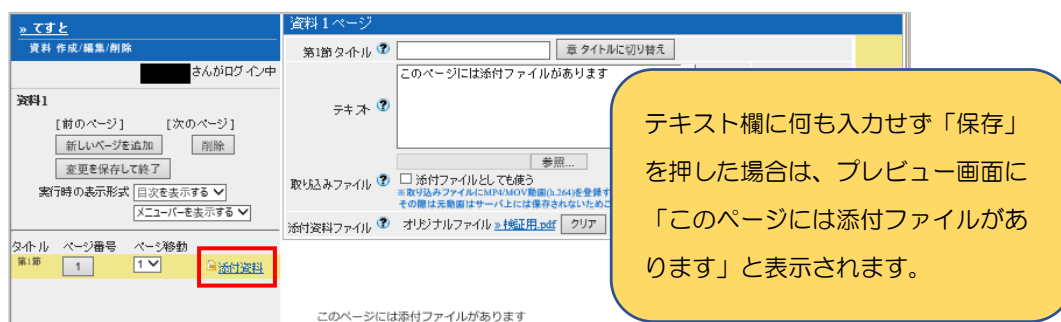 » てすと
資料 作成/編集/削除
さんがログイン中
資料1
[前のページ] [次のページ]
新しいページを追加 削除
変更を保存して終了
実行時の表示形式 目次を表示する
メニューバーを表示する
タイトル ページ番号 ページ移動
第1節 1 1 添付資料
資料1ページ
第1節タイトル ? 章タイトルに切り替え
テキスト ? このページには添付ファイルがあります
参照...
取り込みファイル ? 添付ファイルとしても使う
※取り込みファイルにMP4/MOV動画(h.264)を登録す
その際は元動画はサーバ上には保存されないためご
添付資料ファイル ? オリジナルファイル » 検証用.pdf クリア
このページには添付ファイルがあります
テキスト欄に何も入力せず「保存」
を押した場合は、プレビュー画面に
「このページには添付ファイルがあ
ります」と表示されます。